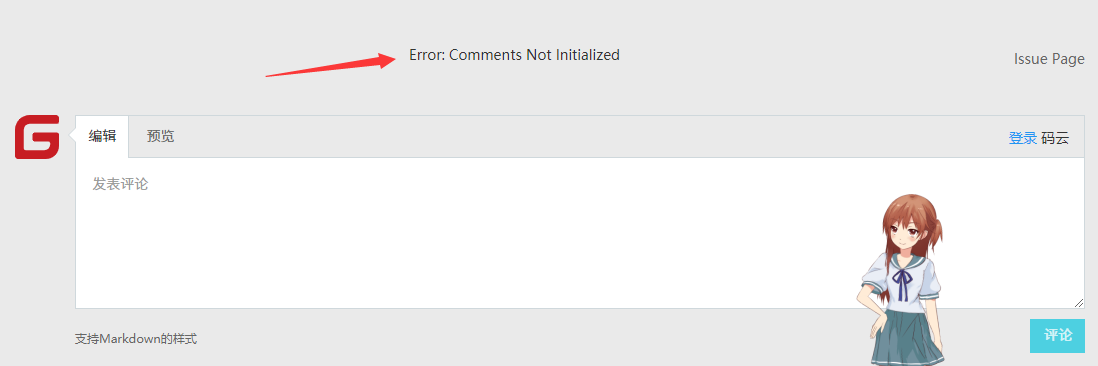 Error: Comments Not Initialized
Issue Page
编辑 预览 登录 码云
发表评论
支持Markdown的样式
评论